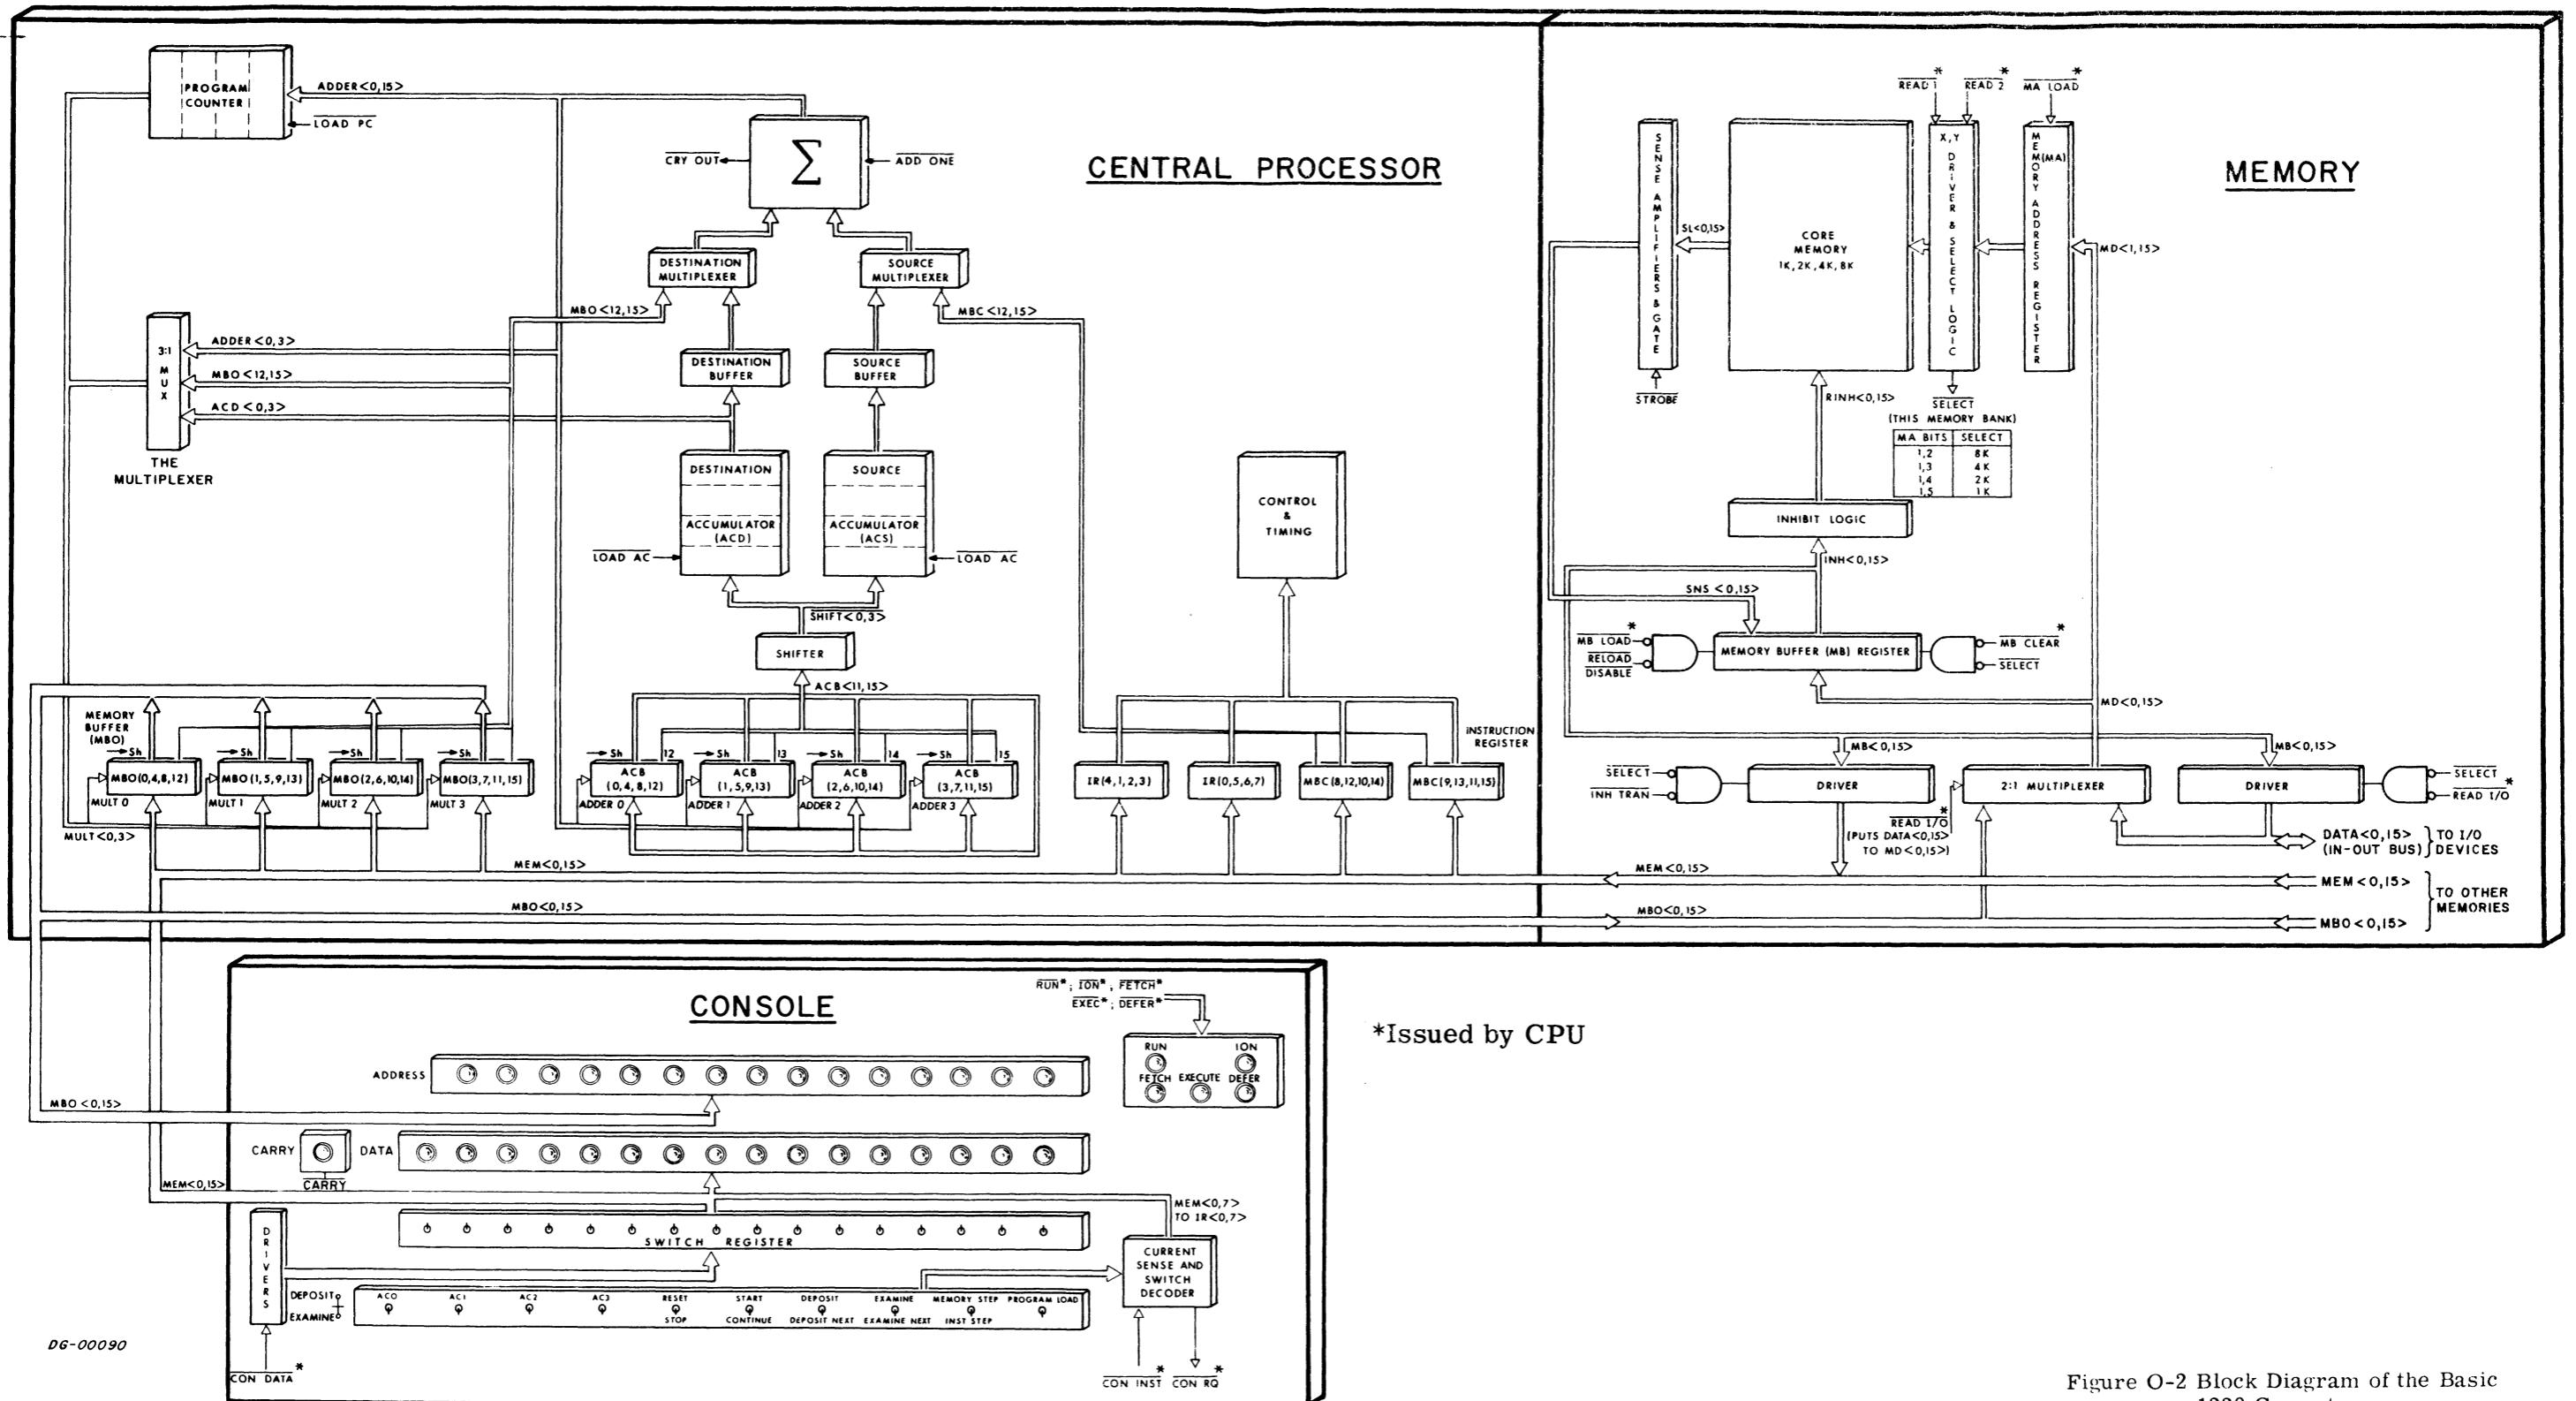 CENTRAL PROCESSOR
PROGRAM
COUNTER
ADDER<0,15>
LOAD PC
CRY OUT
Σ
ADD ONE
DESTINATION
MULTIPLEXER
SOURCE
MULTIPLEXER
MBO<12,15>
MBC<12,15>
3:1
MUX
ADDER<0,3>
MBO<12,15>
ACD<0,3>
THE
MULTIPLEXER
DESTINATION
BUFFER
SOURCE
BUFFER
DESTINATION
ACCUMULATOR
(ACD)
SOURCE
ACCUMULATOR
(ACS)
LOAD AC
LOAD AC
SHIFT<0,3>
SHIFTER
ACB<11,15>
CONTROL
&
TIMING
MEMORY
BUFFER
(MBO)
Sh
Sh
Sh
Sh
MBO(0,4,8,12)
MBO(1,5,9,13)
MBO(2,6,10,14)
MBO(3,7,11,15)
MULT 0
MULT 1
MULT 2
MULT 3
MULT<0,3>
Sh
12
Sh
13
Sh
14
Sh
15
ACB
(0,4,8,12)
ACB
(1,5,9,13)
ACB
(2,6,10,14)
ACB
(3,7,11,15)
ADDER 0
ADDER 1
ADDER 2
ADDER 3
INSTRUCTION
REGISTER
IR(4,1,2,3)
IR(0,5,6,7)
MBC(8,12,10,14)
MBC(9,13,11,15)
MEM<0,15>
MBO<0,15>
MEMORY
READ 1*
READ 2*
MA LOAD*
SENSE AMPLIFIERS & GATE
STROBE
SL<0,15>
CORE
MEMORY
1K,2K,4K,8K
X,Y DRIVER & SELECT LOGIC
MEMORY ADDRESS REGISTER
(MA)
MD<1,15>
RINH<0,15>
SELECT
(THIS MEMORY BANK)
MA BITS SELECT
1,2 8K
1,3 4K
1,4 2K
1,5 1K
INHIBIT LOGIC
INH<0,15>
SNS<0,15>
MB LOAD*
RELOAD
DISABLE
MEMORY BUFFER (MB) REGISTER
MB CLEAR*
SELECT
MD<0,15>
MB<0,15>
MB<0,15>
SELECT
INH TRAN
DRIVER
2:1 MULTIPLEXER
DRIVER
SELECT
READ I/O*
READ I/O*
(PUTS DATA<0,15>
TO MD<0,15>)
DATA<0,15>
(IN-OUT BUS)
TO I/O
DEVICES
MEM<0,15>
MEM<0,15>
MBO<0,15>
MBO<0,15>
TO OTHER
MEMORIES
CONSOLE
RUN*; ION*, FETCH*
EXEC*; DEFER*
RUN
ION
FETCH EXECUTE DEFER
*Issued by CPU
ADDRESS
MBO<0,15>
CARRY
CARRY
DATA
MEM<0,15>
MEM<0,7>
TO IR<0,7>
SWITCH REGISTER
DRIVERS
CURRENT
SENSE AND
SWITCH
DECODER
DEPOSIT
EXAMINE
AC0
AC1
AC2
AC3
RESET
STOP
START
CONTINUE
DEPOSIT
DEPOSIT NEXT
EXAMINE
EXAMINE NEXT
MEMORY STEP
INST STEP
PROGRAM LOAD
CON DATA*
CON INST*
CON RQ*
DG-00090
Figure O-2 Block Diagram of the Basic